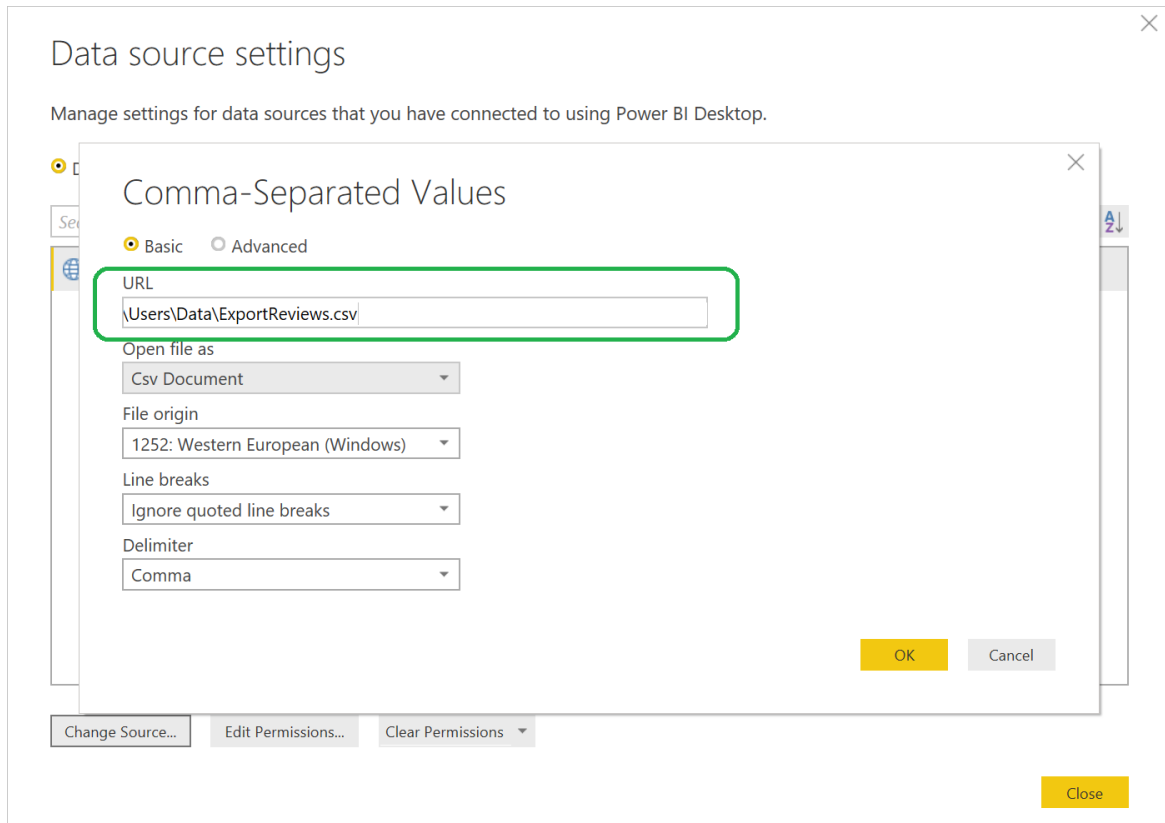 Data source settings
Manage settings for data sources that you have connected to using Power BI Desktop.
Comma-Separated Values
Basic Advanced
URL
\Users\Data\ExportReviews.csv
Open file as
Csv Document
File origin
1252: Western European (Windows)
Line breaks
Ignore quoted line breaks
Delimiter
Comma
OK Cancel
Change Source... Edit Permissions... Clear Permissions
Close